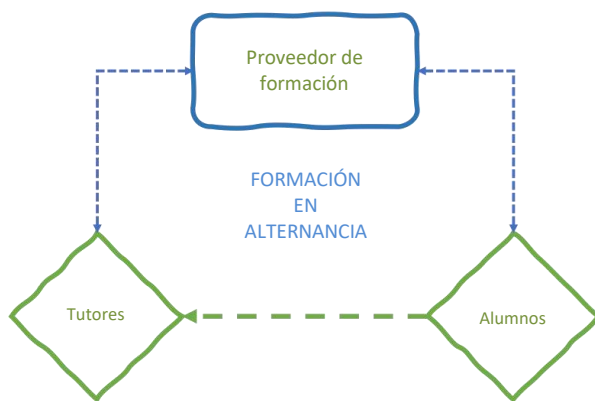 Proveedor de
formación
FORMACIÓN
EN
ALTERNANCIA
Tutores
Alumnos